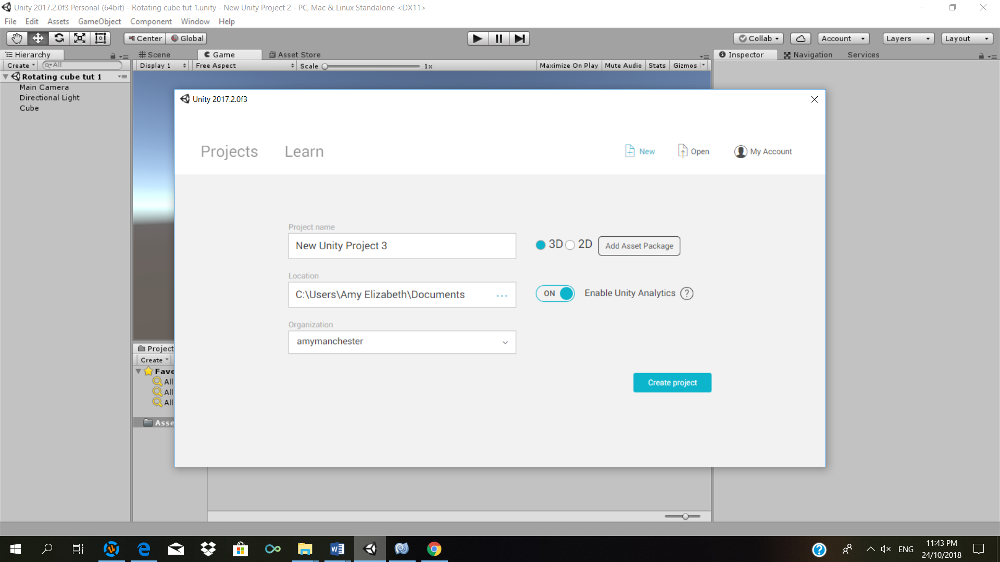 Unity 2017.2.0f3 Personal (64bit) - Rotating cube tut 1.unity - New Unity Project 2 - PC, Mac & Linux Standalone <DX11>
File Edit Assets GameObject Component Window Help
Center Global Collab Account Layers Layout
Hierarchy Scene Game Asset Store Inspector Navigation Services
Create All Display 1 Free Aspect Scale 1x Maximize On Play Mute Audio Stats Gizmos
Rotating cube tut 1
Main Camera
Directional Light
Cube
Unity 2017.2.0f3
Projects Learn New Open My Account
Project name
New Unity Project 3 3D 2D Add Asset Package
Location
C:\Users\Amy Elizabeth\Documents ... ON Enable Unity Analytics ?
Organization
amymanchester
Create project
Project
Create
Favo
All
All
All
Asse
ENG 11:43 PM
24/10/2018